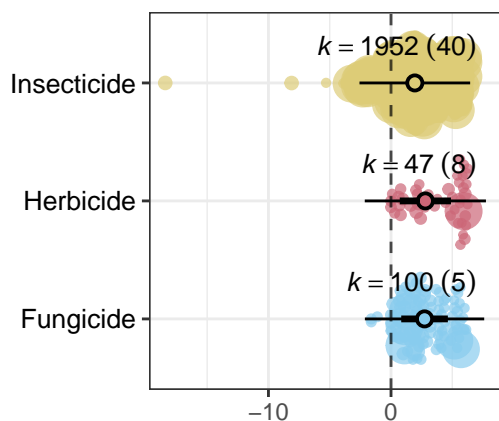 k = 1952 (40)
Insecticide
k = 47 (8)
Herbicide
k = 100 (5)
Fungicide
−10 0